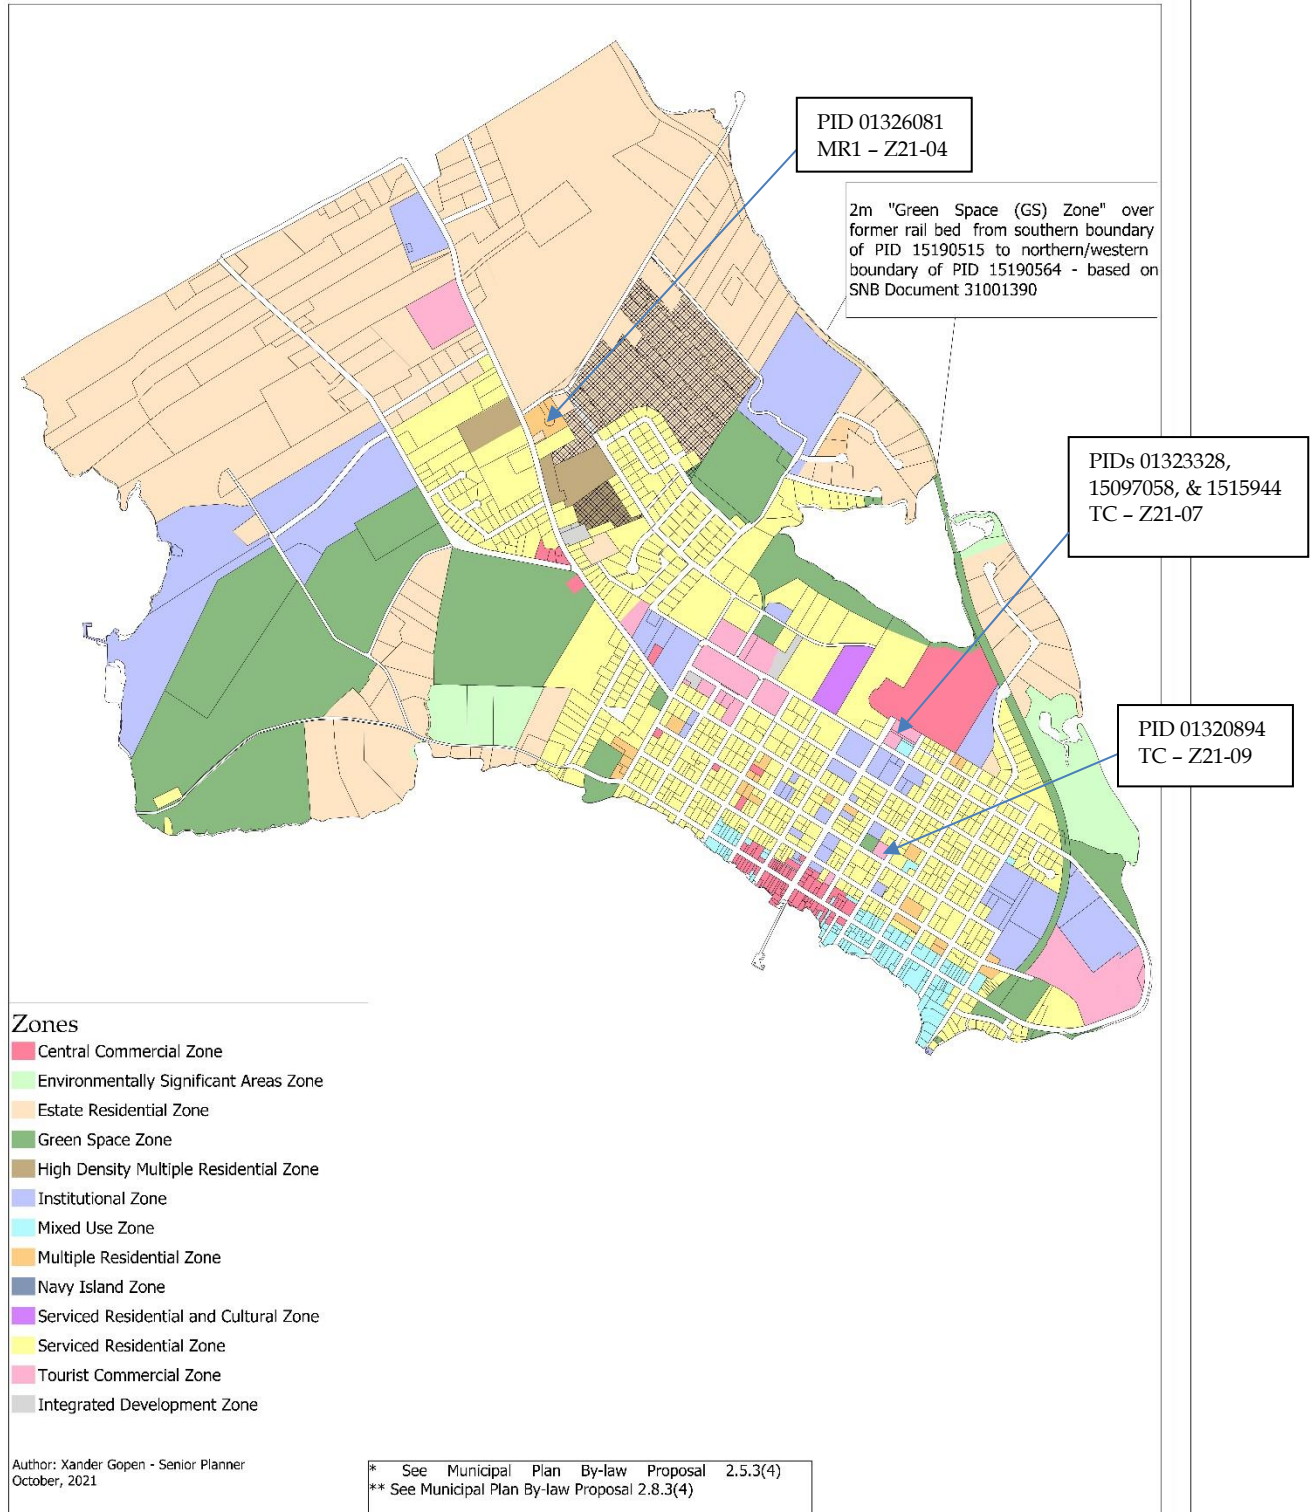 PID 01326081
MR1 – Z21-04
2m "Green Space (GS) Zone" over
former rail bed from southern boundary
of PID 15190515 to northern/western
boundary of PID 15190564 - based on
SNB Document 31001390
PIDs 01323328,
15097058, & 1515944
TC – Z21-07
PID 01320894
TC – Z21-09
Zones
Central Commercial Zone
Environmentally Significant Areas Zone
Estate Residential Zone
Green Space Zone
High Density Multiple Residential Zone
Institutional Zone
Mixed Use Zone
Multiple Residential Zone
Navy Island Zone
Serviced Residential and Cultural Zone
Serviced Residential Zone
Tourist Commercial Zone
Integrated Development Zone
Author: Xander Gopen - Senior Planner
October, 2021
* See Municipal Plan By-law Proposal 2.5.3(4)
** See Municipal Plan By-law Proposal 2.8.3(4)